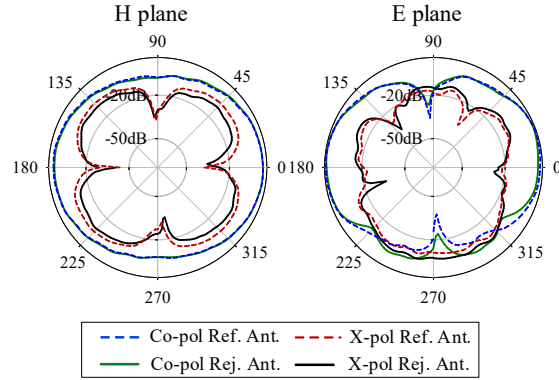 H plane
E plane
90
135
45
-20dB
-50dB
180
0
225
315
270
90
135
45
-20dB
-50dB
180
0
225
315
270
Co-pol Ref. Ant.
X-pol Ref. Ant.
Co-pol Rej. Ant.
X-pol Rej. Ant.